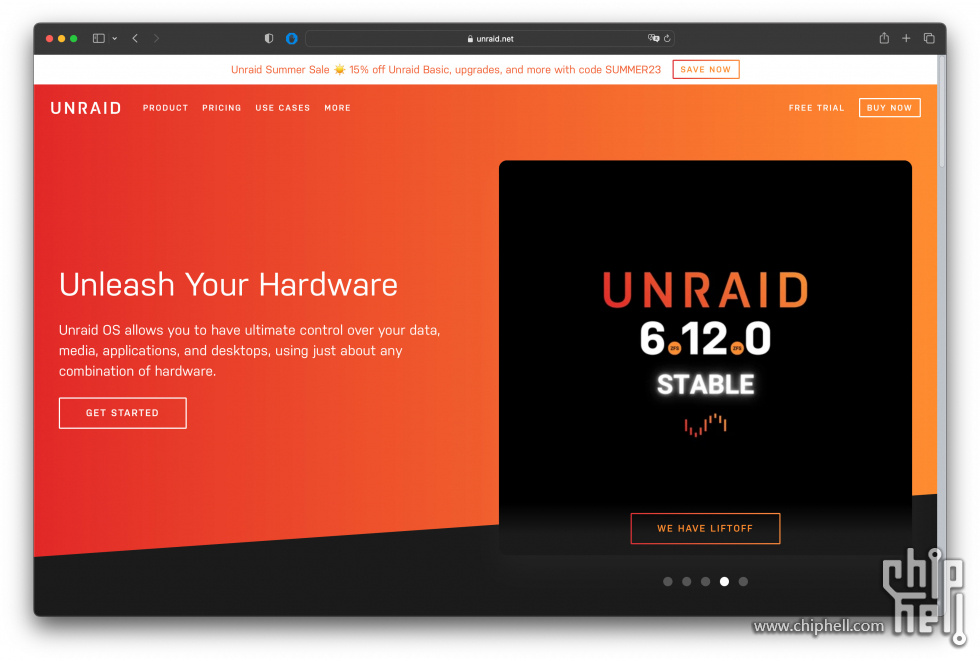 unraid.net
Unraid Summer Sale ☀️ 15% off Unraid Basic, upgrades, and more with code SUMMER23
SAVE NOW
UNRAID
PRODUCT
PRICING
USE CASES
MORE
FREE TRIAL
BUY NOW
Unleash Your Hardware
Unraid OS allows you to have ultimate control over your data,
media, applications, and desktops, using just about any
combination of hardware.
GET STARTED
UNRAID
6.12.0
STABLE
WE HAVE LIFTOFF
www.chiphell.com
chip
hell